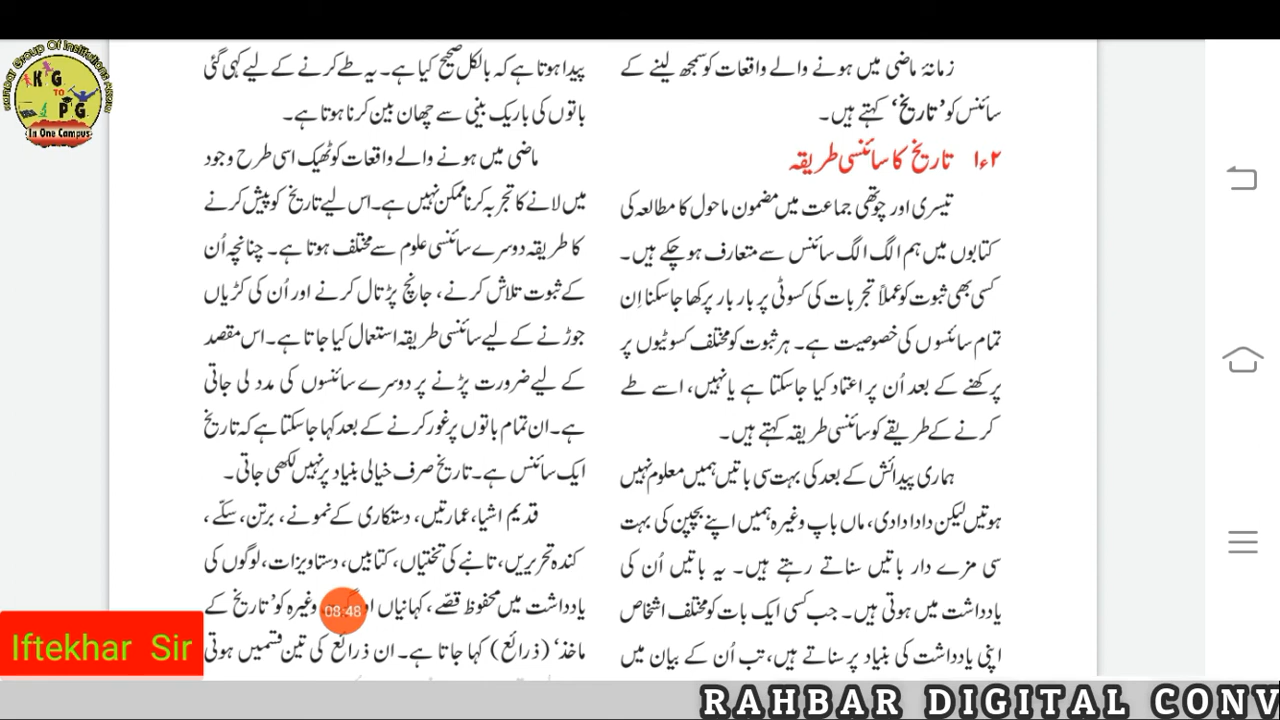 زمانۂ ماضی میں ہونے والے واقعات کو سمجھ لینے کے
سائنس کو ’تاریخ‘ کہتے ہیں۔
۱ء۲ تاریخ کا سائنسی طریقہ
تیسری اور چوتھی جماعت میں مضمون ماحول کا مطالعہ کی
کتابوں میں ہم الگ الگ سائنس سے متعارف ہو چکے ہیں۔
کسی بھی ثبوت کو عملاً تجربات کی کسوٹی پر بار بار پرکھا جاسکنا اِن
تمام سائنسوں کی خصوصیت ہے۔ ہر ثبوت کو مختلف کسوٹیوں پر
پرکھنے کے بعد اُن پر اعتماد کیا جاسکتا ہے یا نہیں، اسے طے
کرنے کے طریقے کو سائنسی طریقہ کہتے ہیں۔
ہماری پیدائش کے بعد کی بہت سی باتیں ہمیں معلوم نہیں
ہوتیں لیکن دادا دادی، ماں باپ وغیرہ ہمیں اپنے بچپن کی بہت
سی مزے دار باتیں سناتے رہتے ہیں۔ یہ باتیں اُن کی
یادداشت میں ہوتی ہیں۔ جب کسی ایک بات کو مختلف اشخاص
اپنی یادداشت کی بنیاد پر سناتے ہیں، تب اُن کے بیان میں
پیدا ہوتا ہے کہ بالکل صحیح کیا ہے۔ یہ طے کرنے کے لیے کہی گئی
باتوں کی باریک بینی سے چھان بین کرنا ہوتا ہے۔
ماضی میں ہونے والے واقعات کو ٹھیک اسی طرح وجود
میں لانے کا تجربہ کرنا ممکن نہیں ہے۔ اس لیے تاریخ کو پیش کرنے
کا طریقہ دوسرے سائنسی علوم سے مختلف ہوتا ہے۔ چنانچہ اُن
کے ثبوت تلاش کرنے، جانچ پڑتال کرنے اور اُن کی کڑیاں
جوڑنے کے لیے سائنسی طریقہ استعمال کیا جاتا ہے۔ اس مقصد
کے لیے ضرورت پڑنے پر دوسرے سائنسوں کی مدد لی جاتی
ہے۔ ان تمام باتوں پر غور کرنے کے بعد کہا جاسکتا ہے کہ تاریخ
ایک سائنس ہے۔ تاریخ صرف خیالی بنیاد پر نہیں لکھی جاتی۔
قدیم اشیا، عمارتیں، دستکاری کے نمونے، برتن، سکّے،
کندہ تحریریں، تانبے کی تختیاں، کتابیں، دستاویزات، لوگوں کی
یادداشت میں محفوظ قصّے، کہانیاں وغیرہ کو ’تاریخ کے
ماخذ‘ (ذرائع) کہا جاتا ہے۔ ان ذرائع کی تین قسمیں ہوتی
08:48
KG
TO
PG
In One Campus
Iftekhar Sir
RAHBAR DIGITAL CONV